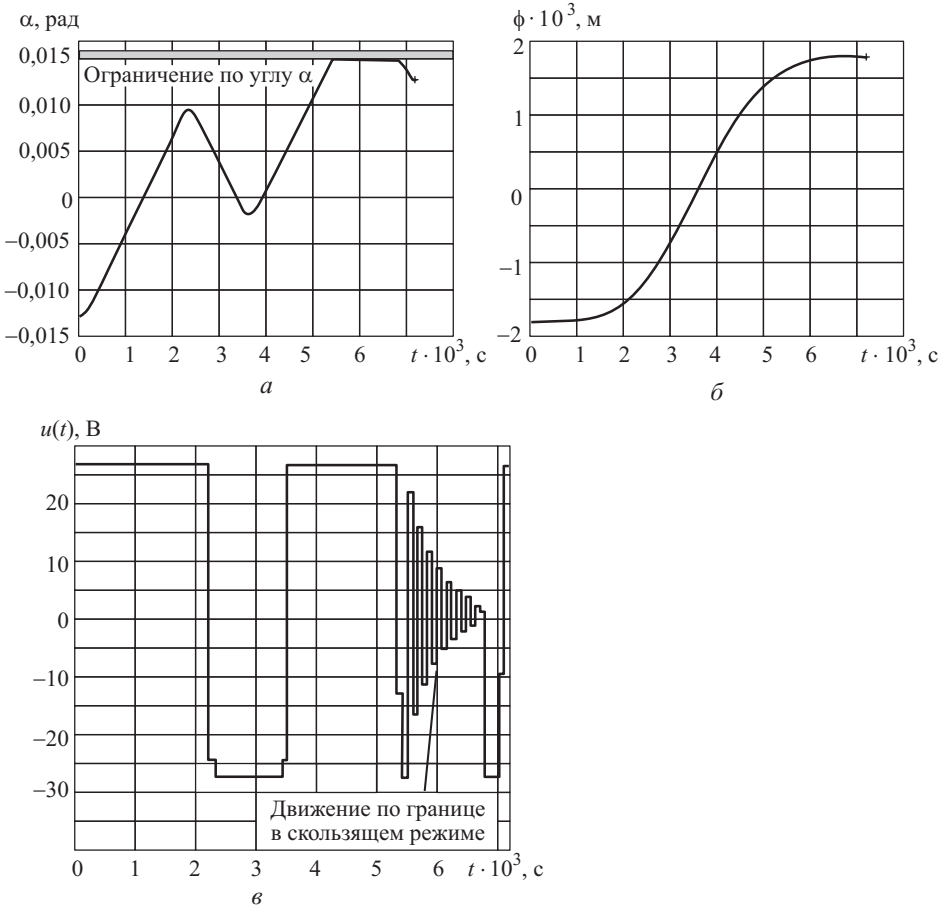 α, рад
0,015
Ограничение по углу α
0,010
0,005
0
–0,005
–0,010
–0,015
0 1 2 3 4 5 6 t · 10³, с
а
ϕ · 10³, м
2
1
0
–1
–2
0 1 2 3 4 5 6 t · 10³, с
б
u(t), В
20
10
0
–10
–20
–30
Движение по границе
в скользящем режиме
0 1 2 3 4 5 6 t · 10³, с
в